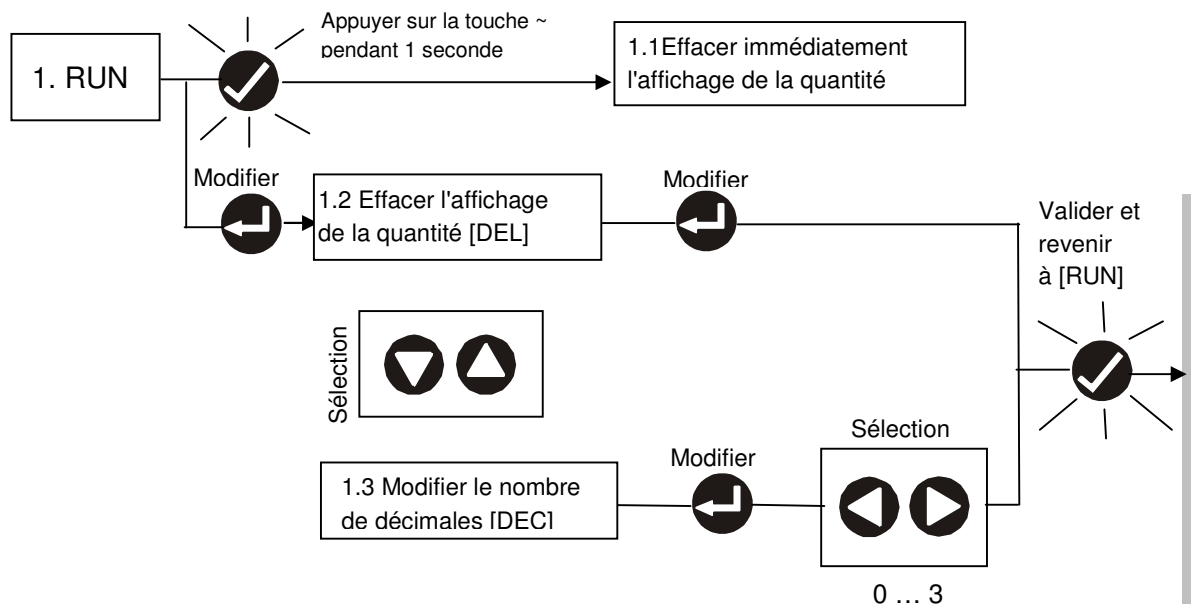 Appuyer sur la touche ~
pendant 1 seconde
1. RUN
1.1Effacer immédiatement
l'affichage de la quantité
Modifier
1.2 Effacer l'affichage
de la quantité [DEL]
Modifier
Valider et
revenir
à [RUN]
Sélection
Sélection
1.3 Modifier le nombre
de décimales [DEC]
Modifier
0 … 3